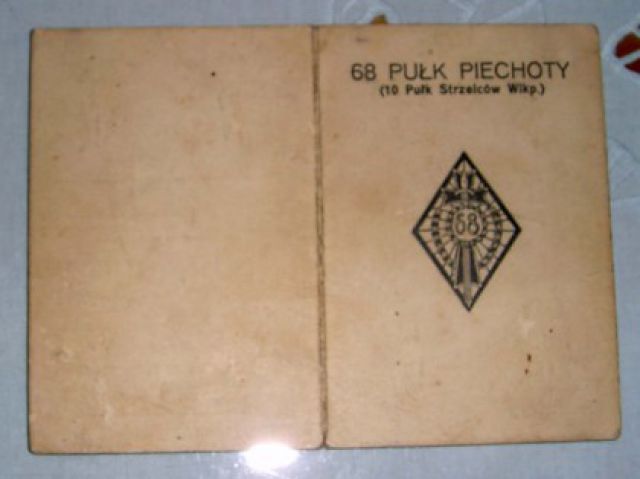 68 PUŁK PIECHOTY
(10 Pułk Strzelców Wlkp.)
68